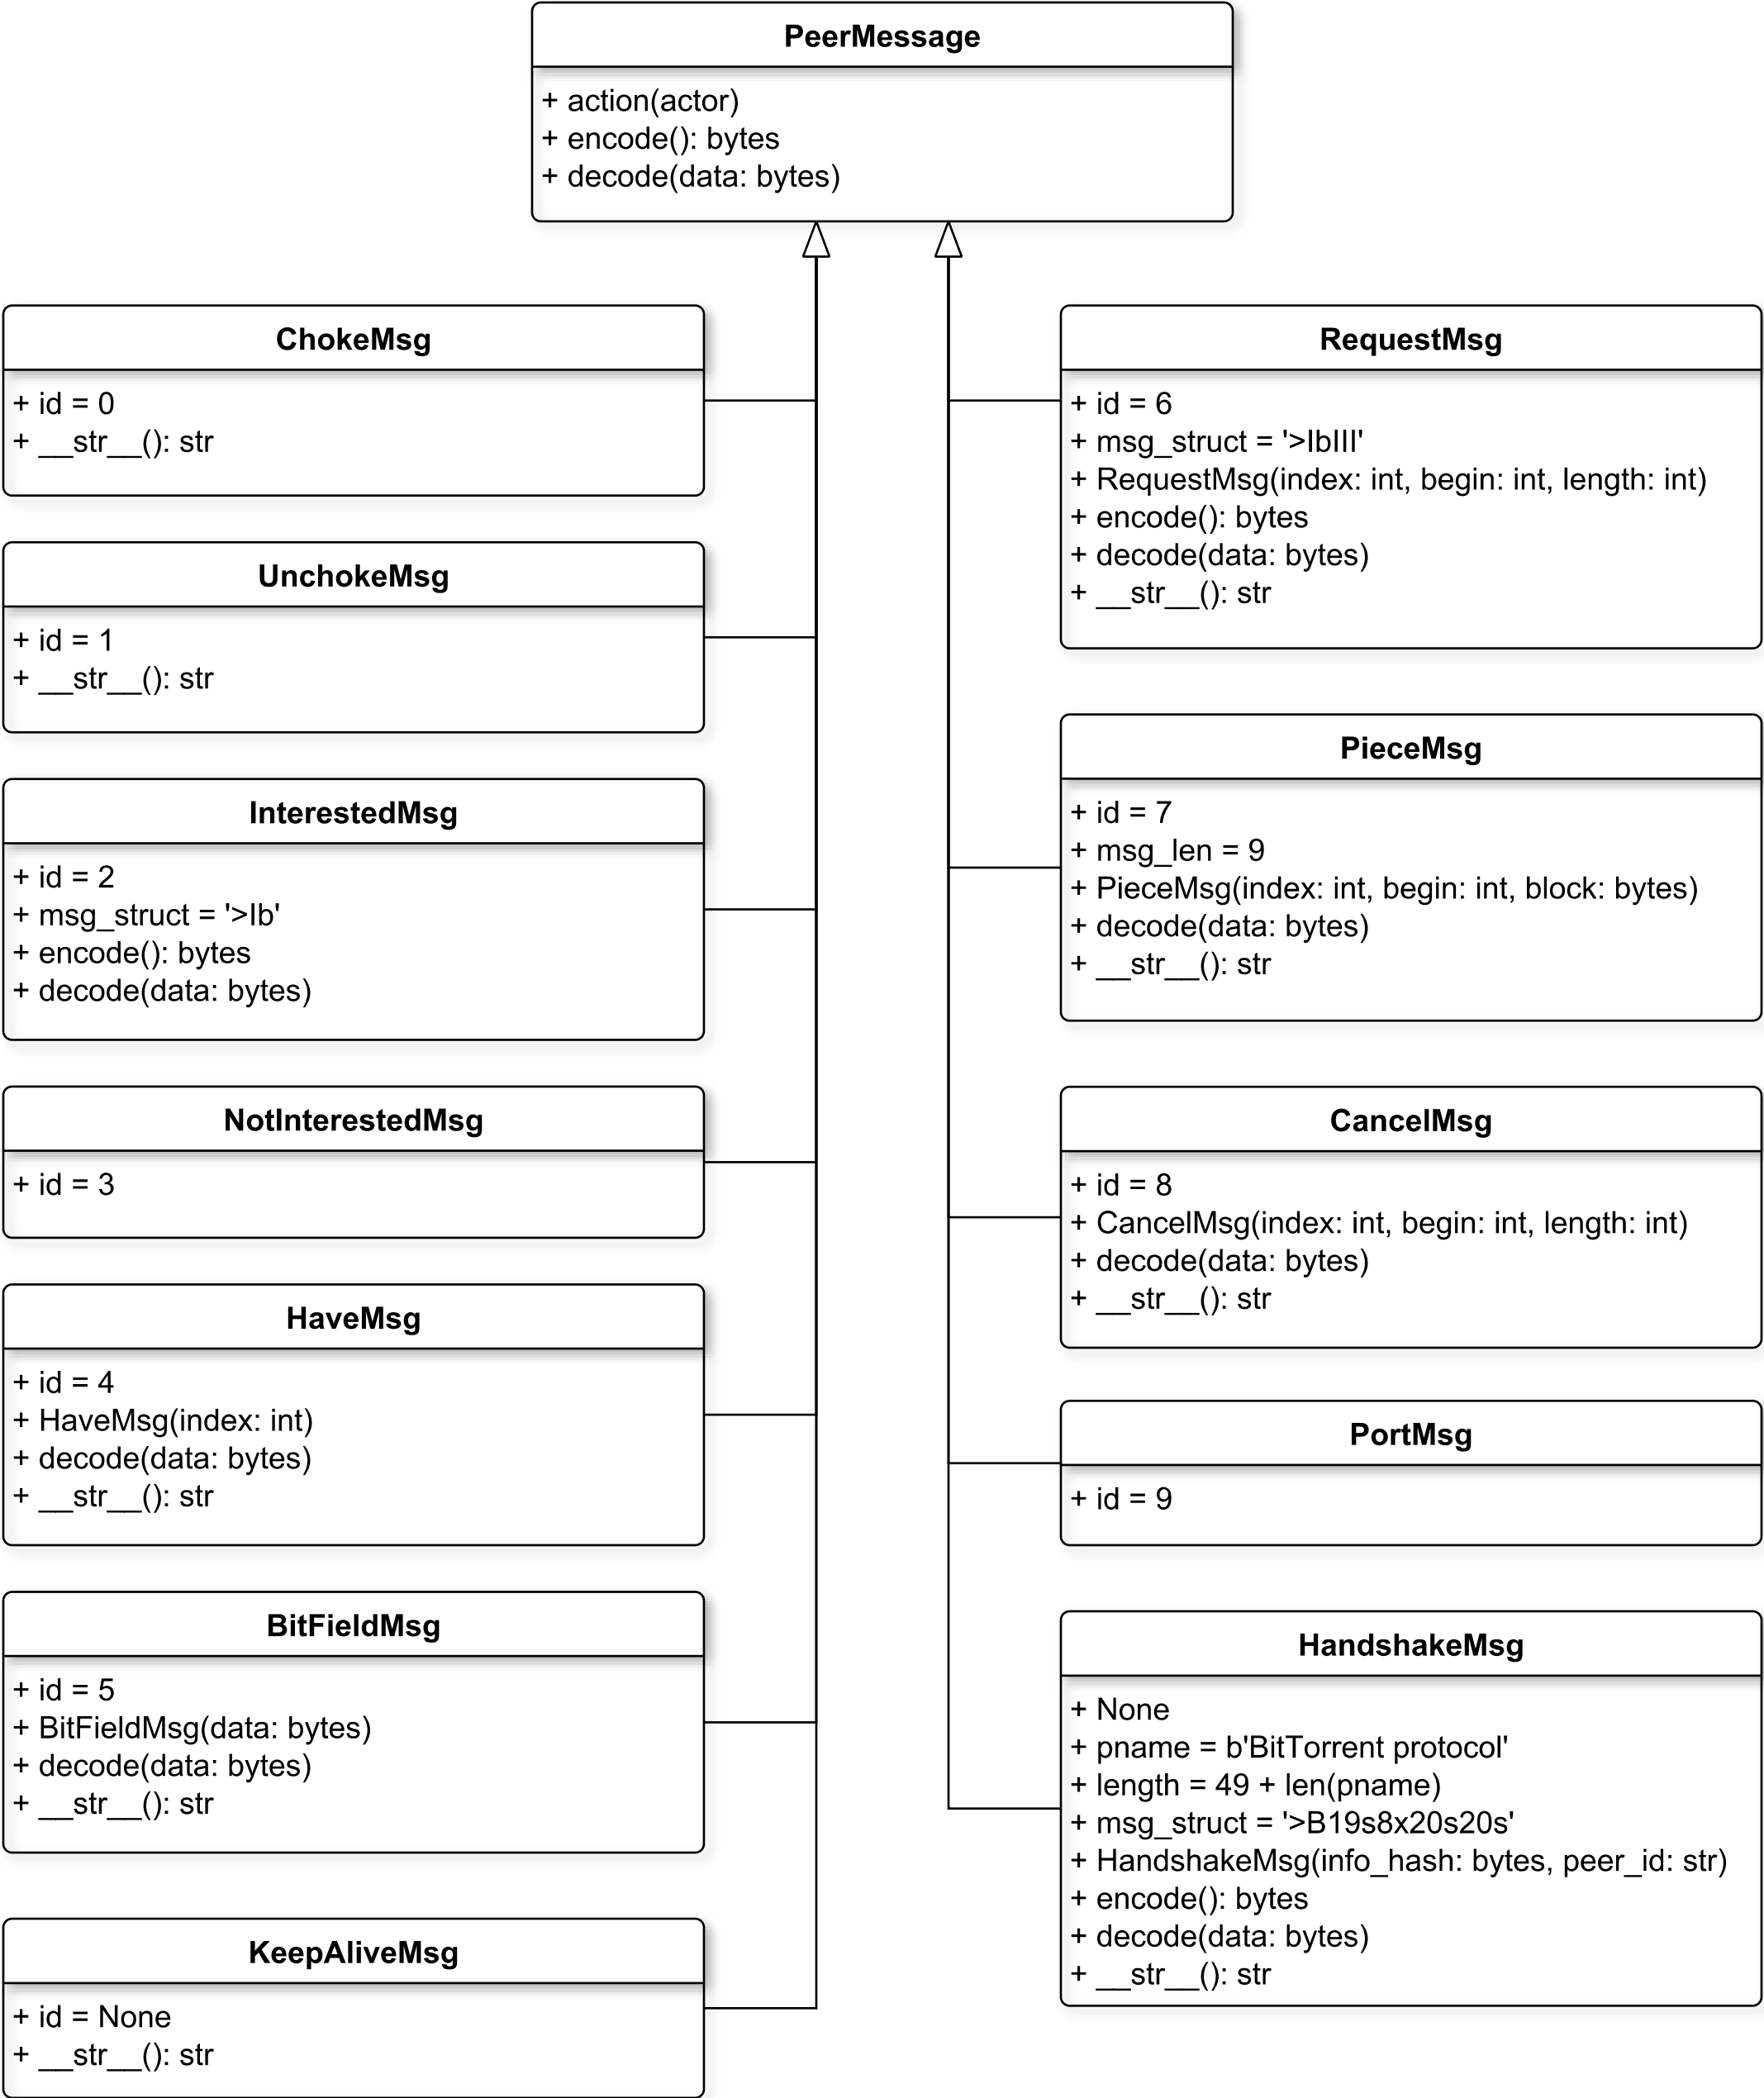 PeerMessage
+ action(actor)
+ encode(): bytes
+ decode(data: bytes)
ChokeMsg
+ id = 0
+ __str__(): str
UnchokeMsg
+ id = 1
+ __str__(): str
InterestedMsg
+ id = 2
+ msg_struct = '>Ib'
+ encode(): bytes
+ decode(data: bytes)
NotInterestedMsg
+ id = 3
HaveMsg
+ id = 4
+ HaveMsg(index: int)
+ decode(data: bytes)
+ __str__(): str
BitFieldMsg
+ id = 5
+ BitFieldMsg(data: bytes)
+ decode(data: bytes)
+ __str__(): str
KeepAliveMsg
+ id = None
+ __str__(): str
RequestMsg
+ id = 6
+ msg_struct = '>IbIII'
+ RequestMsg(index: int, begin: int, length: int)
+ encode(): bytes
+ decode(data: bytes)
+ __str__(): str
PieceMsg
+ id = 7
+ msg_len = 9
+ PieceMsg(index: int, begin: int, block: bytes)
+ decode(data: bytes)
+ __str__(): str
CancelMsg
+ id = 8
+ CancelMsg(index: int, begin: int, length: int)
+ decode(data: bytes)
+ __str__(): str
PortMsg
+ id = 9
HandshakeMsg
+ None
+ pname = b'BitTorrent protocol'
+ length = 49 + len(pname)
+ msg_struct = '>B19s8x20s20s'
+ HandshakeMsg(info_hash: bytes, peer_id: str)
+ encode(): bytes
+ decode(data: bytes)
+ __str__(): str